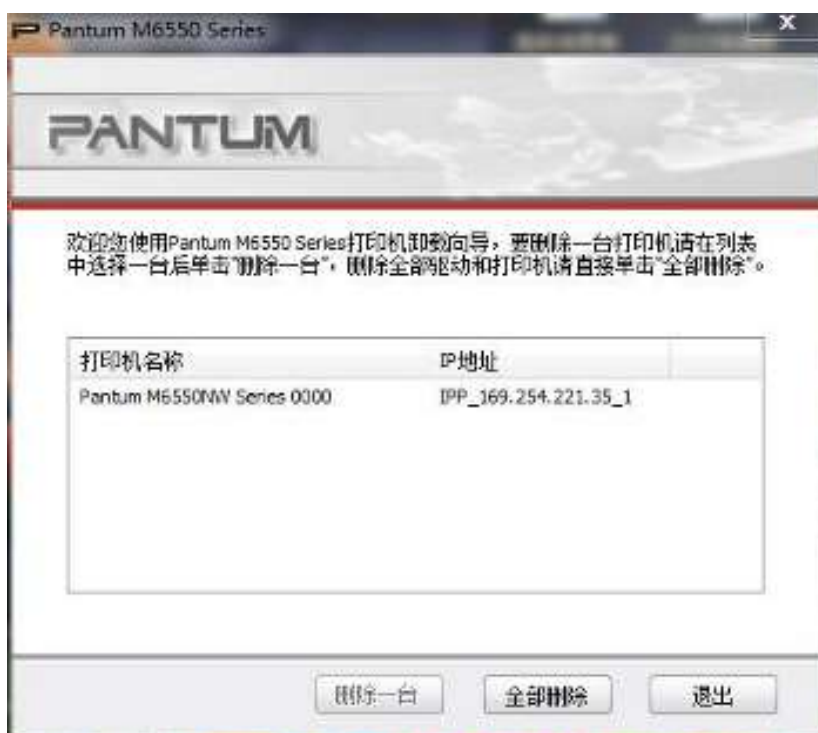 Pantum M6550 Series
x
PANTUM
欢迎您使用Pantum M6550 Series打印机卸载向导，要删除一台打印机请在列表
中选择一台后单击"删除一台"，删除全部驱动和打印机请直接单击"全部删除"。
打印机名称 IP地址
Pantum M6550NW Series 0000 IPP_169.254.221.35_1
删除一台 全部删除 退出